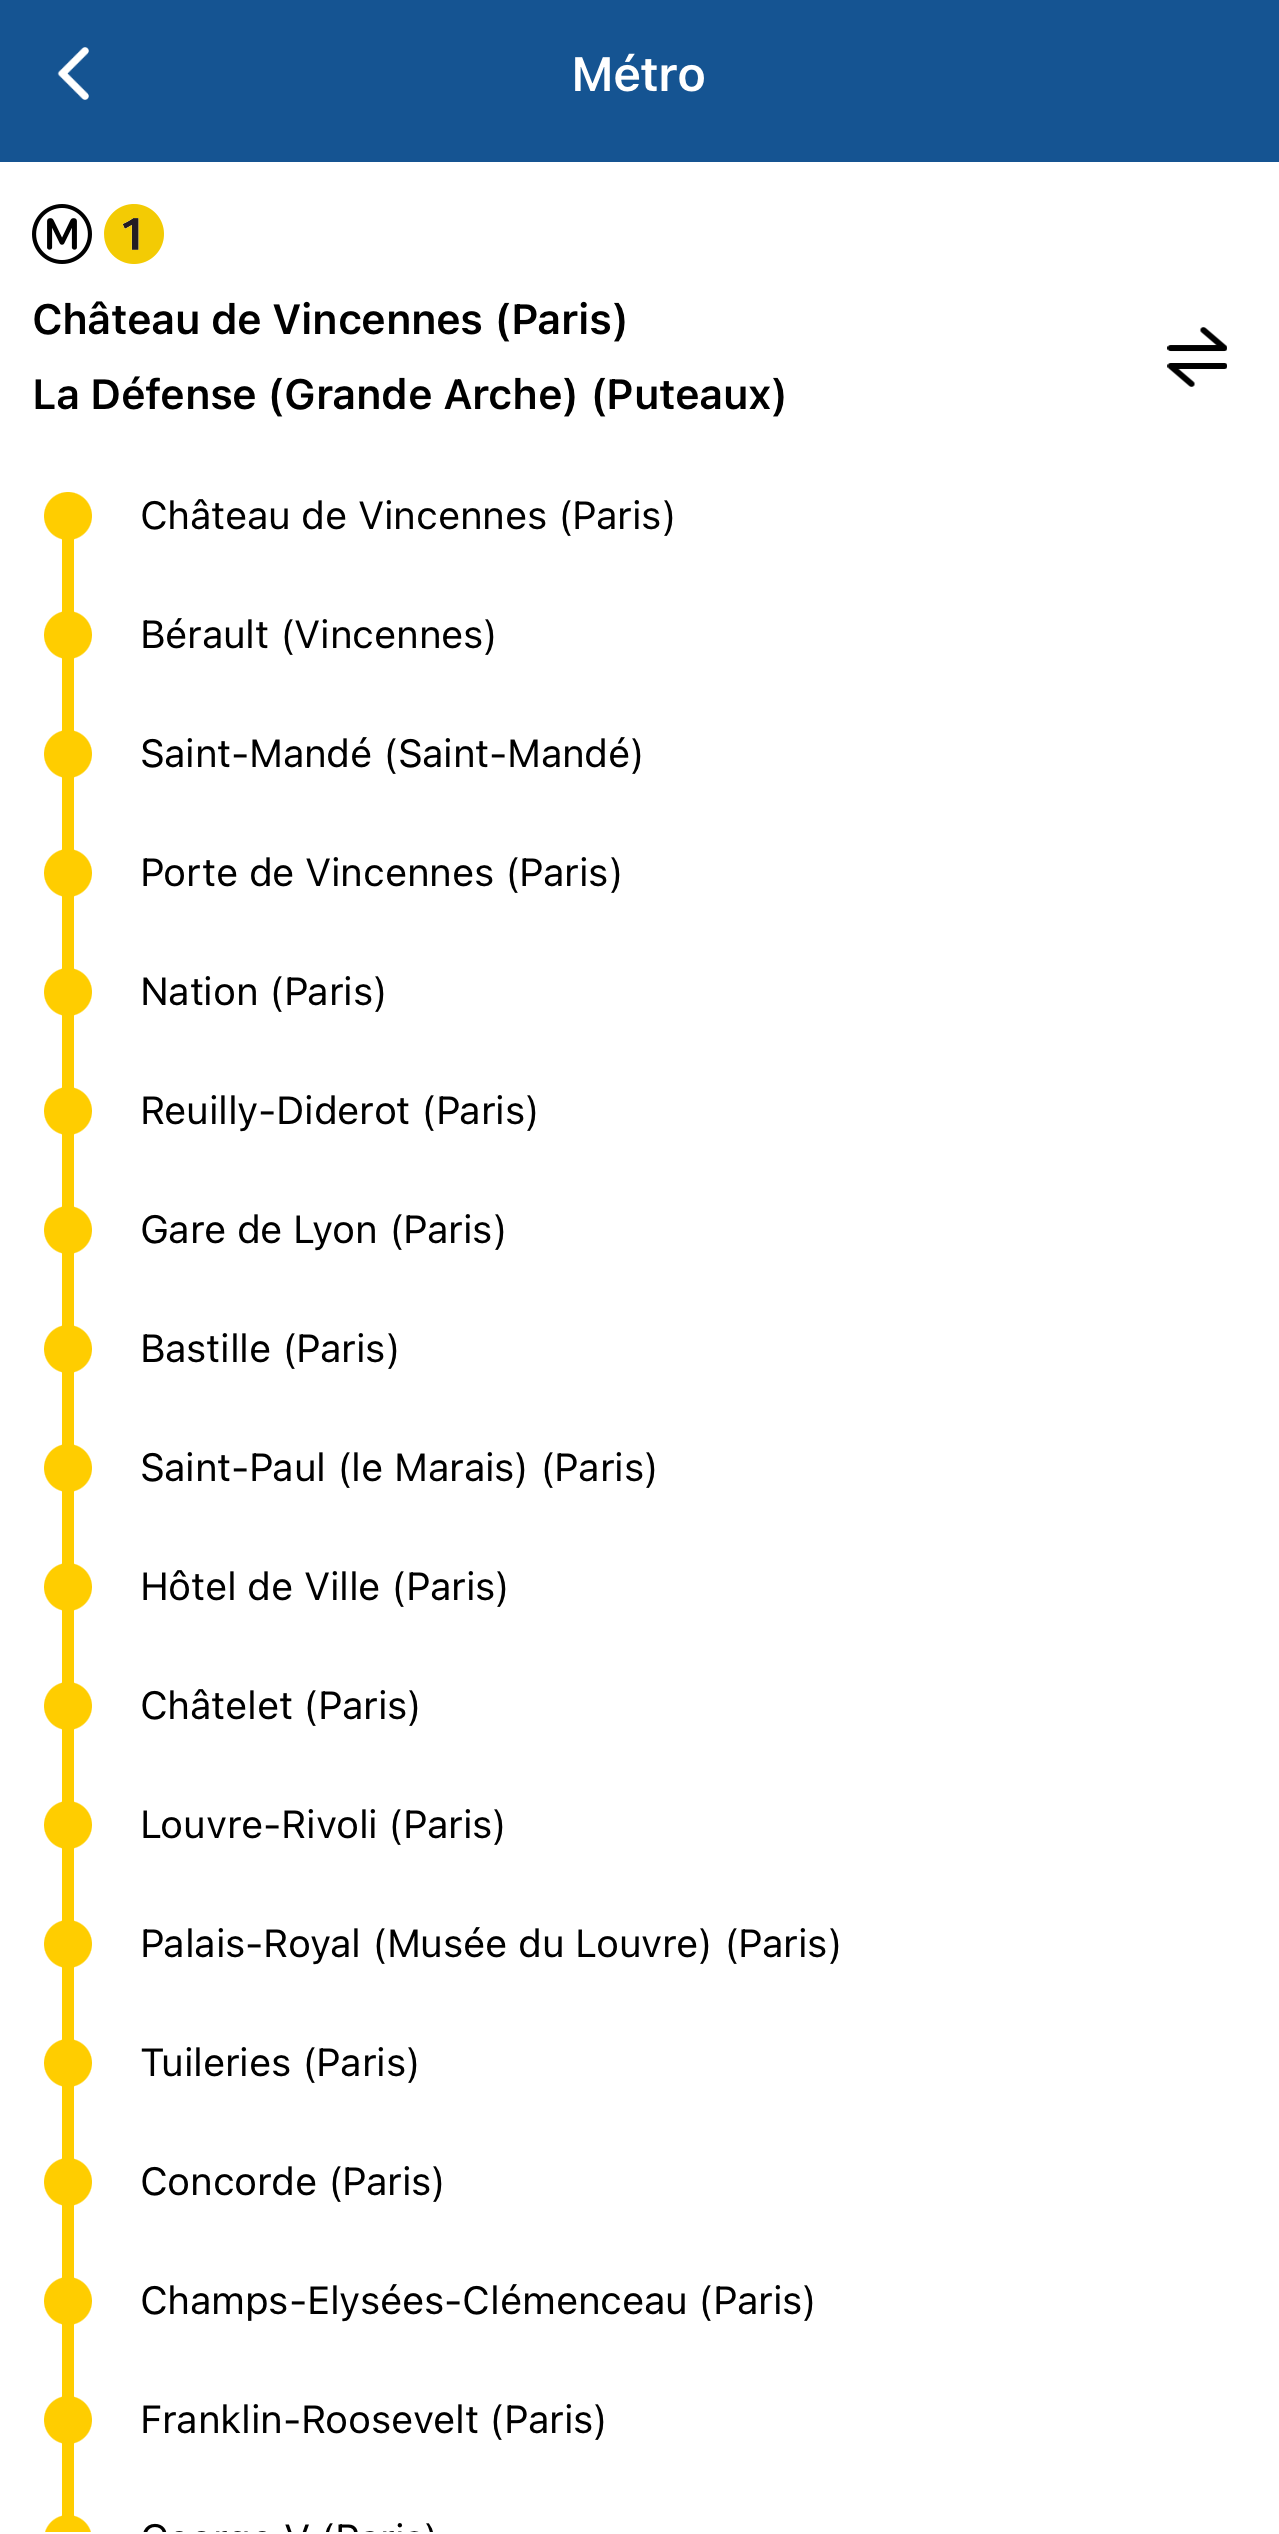 Métro
M 1
Château de Vincennes (Paris)
La Défense (Grande Arche) (Puteaux)
Château de Vincennes (Paris)
Bérault (Vincennes)
Saint-Mandé (Saint-Mandé)
Porte de Vincennes (Paris)
Nation (Paris)
Reuilly-Diderot (Paris)
Gare de Lyon (Paris)
Bastille (Paris)
Saint-Paul (le Marais) (Paris)
Hôtel de Ville (Paris)
Châtelet (Paris)
Louvre-Rivoli (Paris)
Palais-Royal (Musée du Louvre) (Paris)
Tuileries (Paris)
Concorde (Paris)
Champs-Elysées-Clémenceau (Paris)
Franklin-Roosevelt (Paris)
George V (Paris)